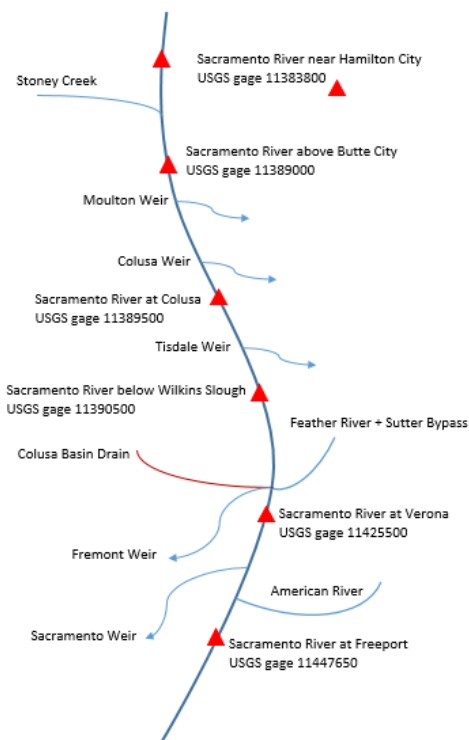 Sacramento River near Hamilton City
USGS gage 11383800
Stoney Creek
Sacramento River above Butte City
USGS gage 11389000
Moulton Weir
Colusa Weir
Sacramento River at Colusa
USGS gage 11389500
Tisdale Weir
Sacramento River below Wilkins Slough
USGS gage 11390500
Feather River + Sutter Bypass
Colusa Basin Drain
Sacramento River at Verona
USGS gage 11425500
Fremont Weir
American River
Sacramento Weir
Sacramento River at Freeport
USGS gage 11447650